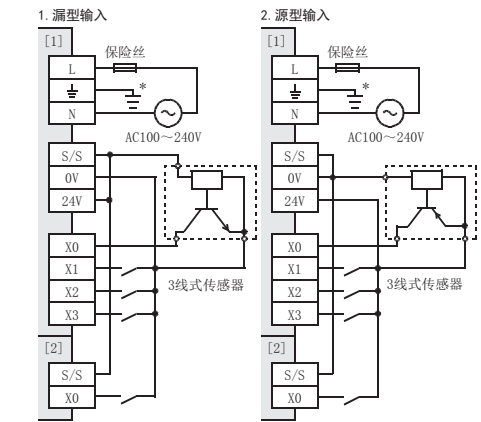 1. 漏型输入
[1]
保险丝
L
*
N
AC100～240V
S/S
0V
24V
X0
X1
3线式传感器
X2
X3
[2]
S/S
X0
2. 源型输入
[1]
保险丝
L
*
N
AC100～240V
S/S
0V
24V
X0
X1
3线式传感器
X2
X3
[2]
S/S
X0